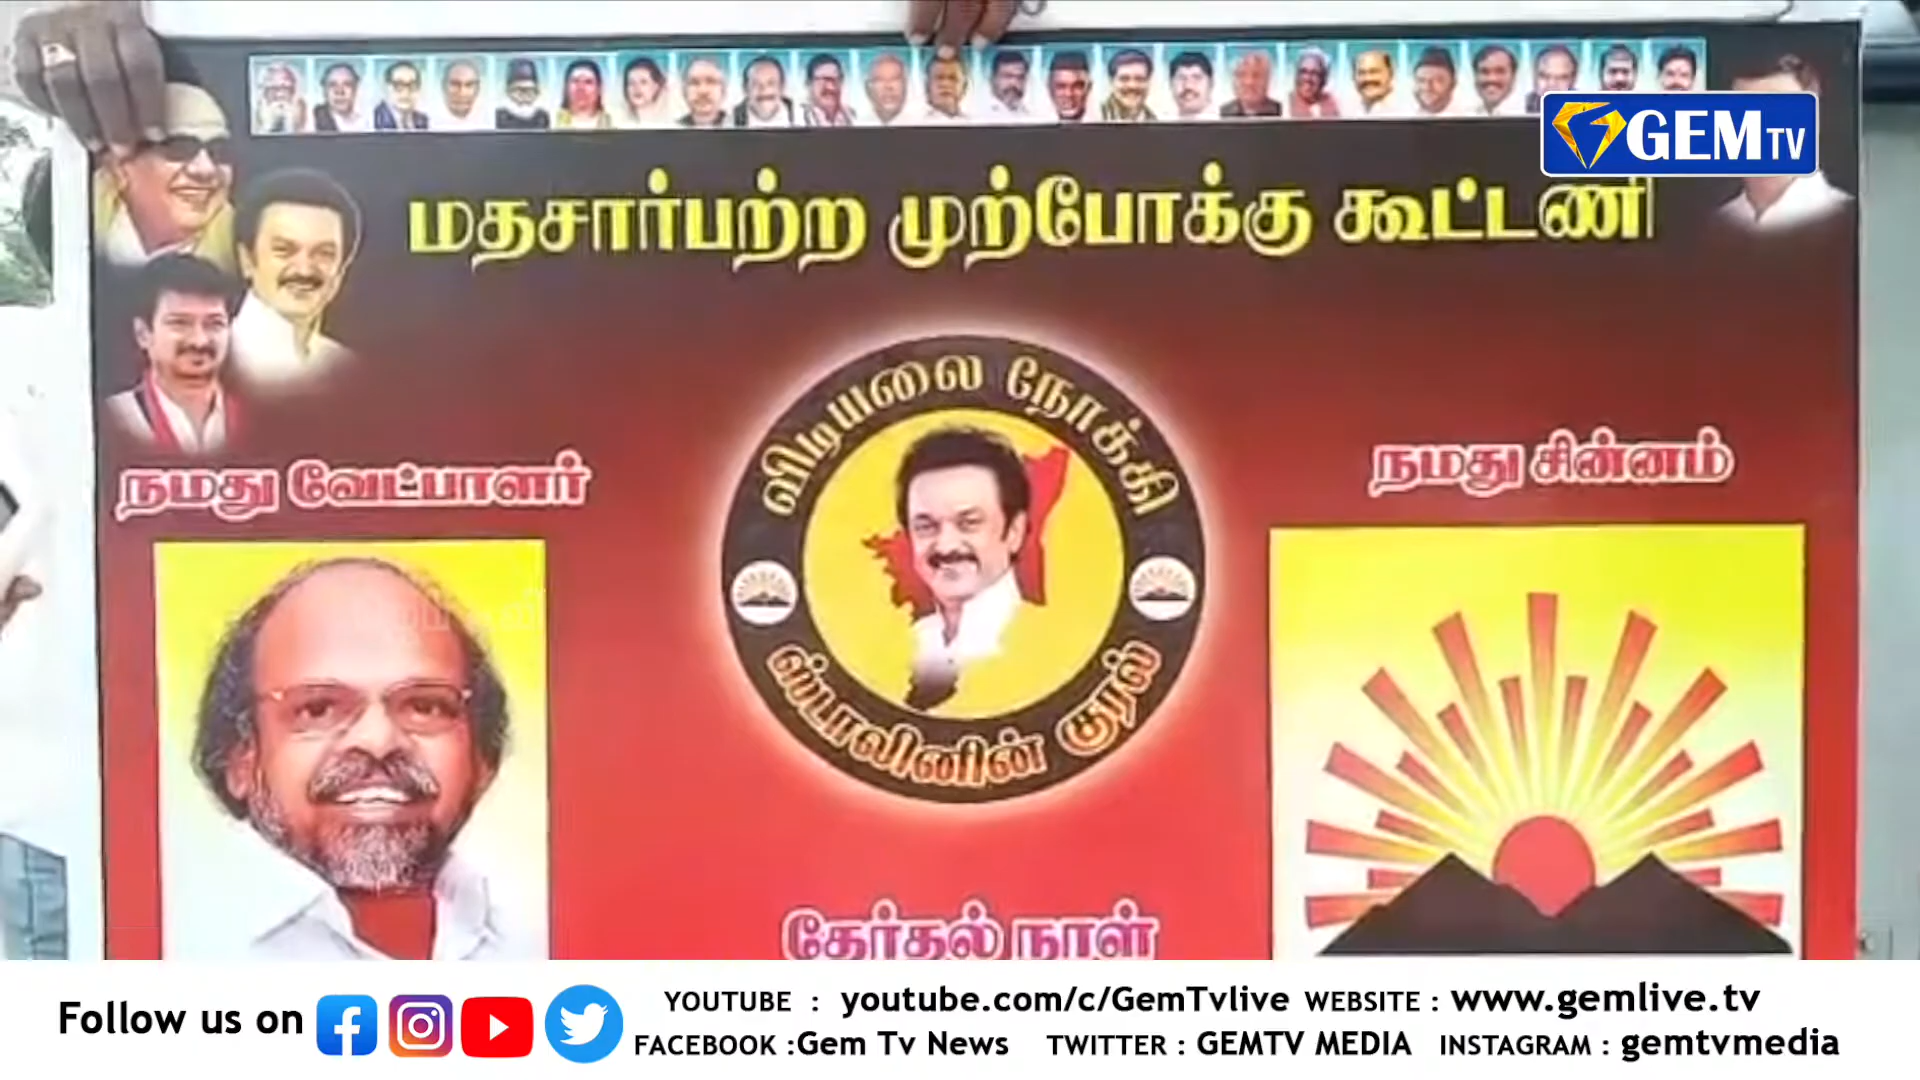 GEM TV
மதசார்பற்ற முற்போக்கு கூட்டணி
விடியலை நோக்கி
ஸ்டாலினின் குரல்
நமது வேட்பாளர்
நமது சின்னம்
தேர்தல் நாள்
Follow us on
YOUTUBE : youtube.com/c/GemTvlive WEBSITE : www.gemlive.tv
FACEBOOK :Gem Tv News TWITTER : GEMTV MEDIA INSTAGRAM : gemtvmedia